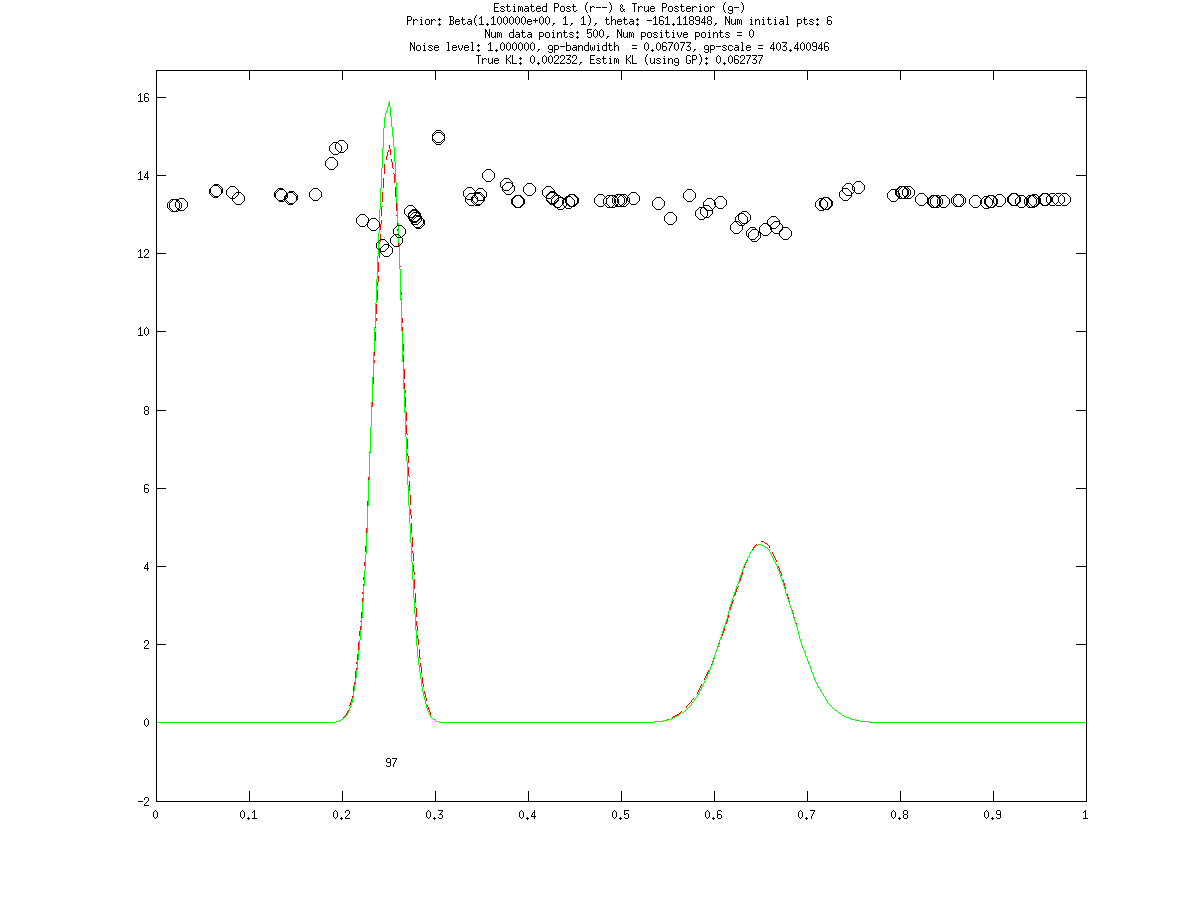 Estimated Post (r--) & True Posterior (g-)
Prior: Beta(1.100000e+00, 1, 1), theta: -161.118948, Num initial pts: 6
Num data points: 500, Num positive points = 0
Noise level: 1.000000, gp-bandwidth  = 0.067073, gp-scale = 403.400946
True KL: 0.002232, Estim KL (using GP): 0.062737
16
14
12
10
8
6
4
2
0
97
-2
0 0.1 0.2 0.3 0.4 0.5 0.6 0.7 0.8 0.9 1